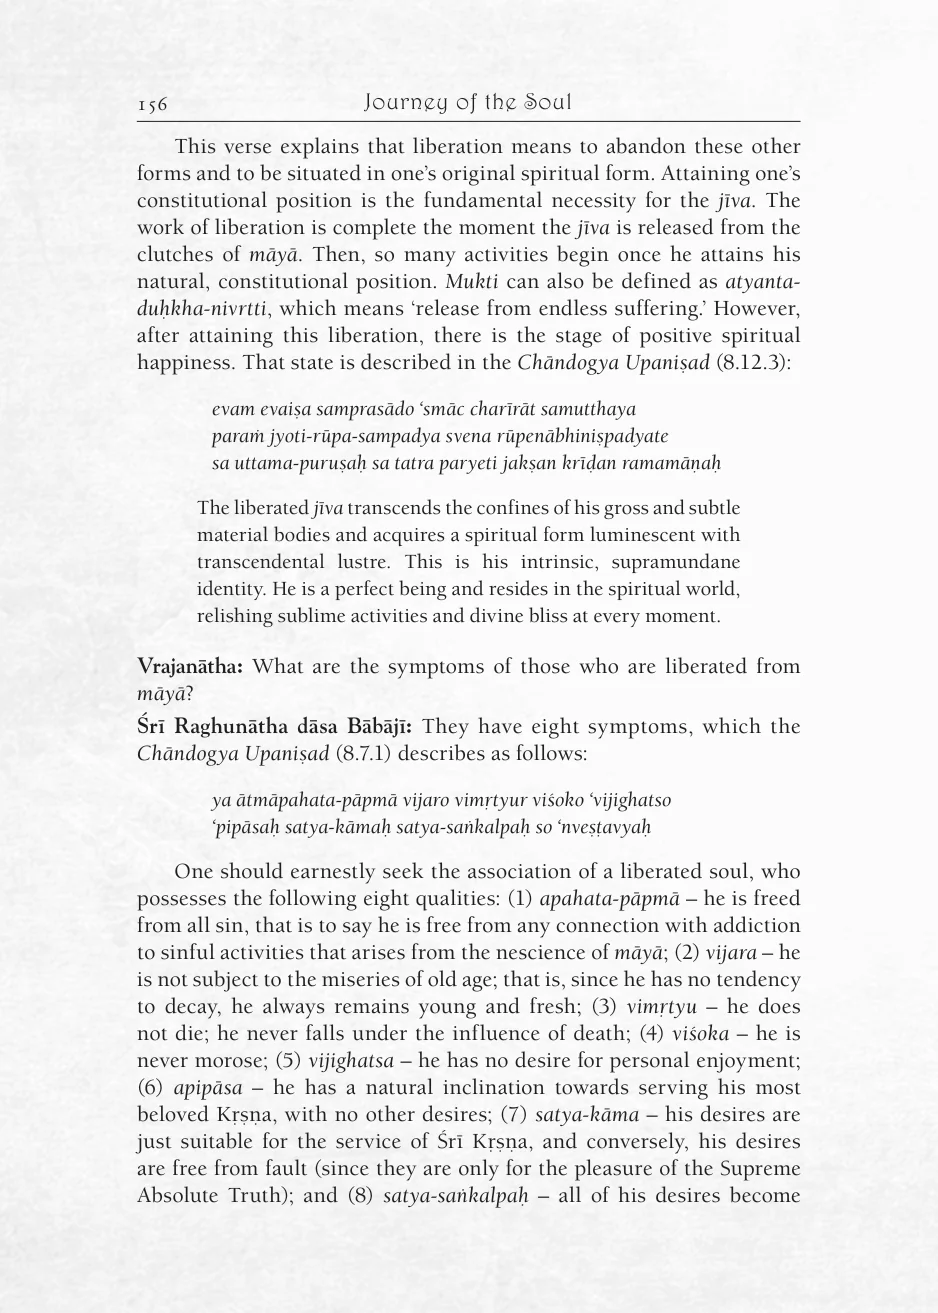 156 Journey of the Soul
This verse explains that liberation means to abandon these other
forms and to be situated in one’s original spiritual form. Attaining one’s
constitutional position is the fundamental necessity for the jīva. The
work of liberation is complete the moment the jīva is released from the
clutches of māyā. Then, so many activities begin once he attains his
natural, constitutional position. Mukti can also be defined as atyanta-
duḥkha-nivrtti, which means ‘release from endless suffering.’ However,
after attaining this liberation, there is the stage of positive spiritual
happiness. That state is described in the Chāndogya Upaniṣad (8.12.3):
evam evaiṣa samprasādo ‘smāc charīrāt samutthaya
paraṁ jyoti-rūpa-sampadya svena rūpenābhiniṣpadyate
sa uttama-puruṣaḥ sa tatra paryeti jakṣan krīḍan ramamāṇaḥ
The liberated jīva transcends the confines of his gross and subtle
material bodies and acquires a spiritual form luminescent with
transcendental lustre. This is his intrinsic, supramundane
identity. He is a perfect being and resides in the spiritual world,
relishing sublime activities and divine bliss at every moment.
Vrajanātha: What are the symptoms of those who are liberated from
māyā?
Śrī Raghunātha dāsa Bābājī: They have eight symptoms, which the
Chāndogya Upaniṣad (8.7.1) describes as follows:
ya ātmāpahata-pāpmā vijaro vimṛtyur viśoko ‘vijighatso
‘pipāsaḥ satya-kāmaḥ satya-saṅkalpaḥ so ‘nveṣṭavyaḥ
One should earnestly seek the association of a liberated soul, who
possesses the following eight qualities: (1) apahata-pāpmā – he is freed
from all sin, that is to say he is free from any connection with addiction
to sinful activities that arises from the nescience of māyā; (2) vijara – he
is not subject to the miseries of old age; that is, since he has no tendency
to decay, he always remains young and fresh; (3) vimṛtyu – he does
not die; he never falls under the influence of death; (4) viśoka – he is
never morose; (5) vijighatsa – he has no desire for personal enjoyment;
(6) apipāsa – he has a natural inclination towards serving his most
beloved Kṛṣṇa, with no other desires; (7) satya-kāma – his desires are
just suitable for the service of Śrī Kṛṣṇa, and conversely, his desires
are free from fault (since they are only for the pleasure of the Supreme
Absolute Truth); and (8) satya-saṅkalpaḥ – all of his desires become